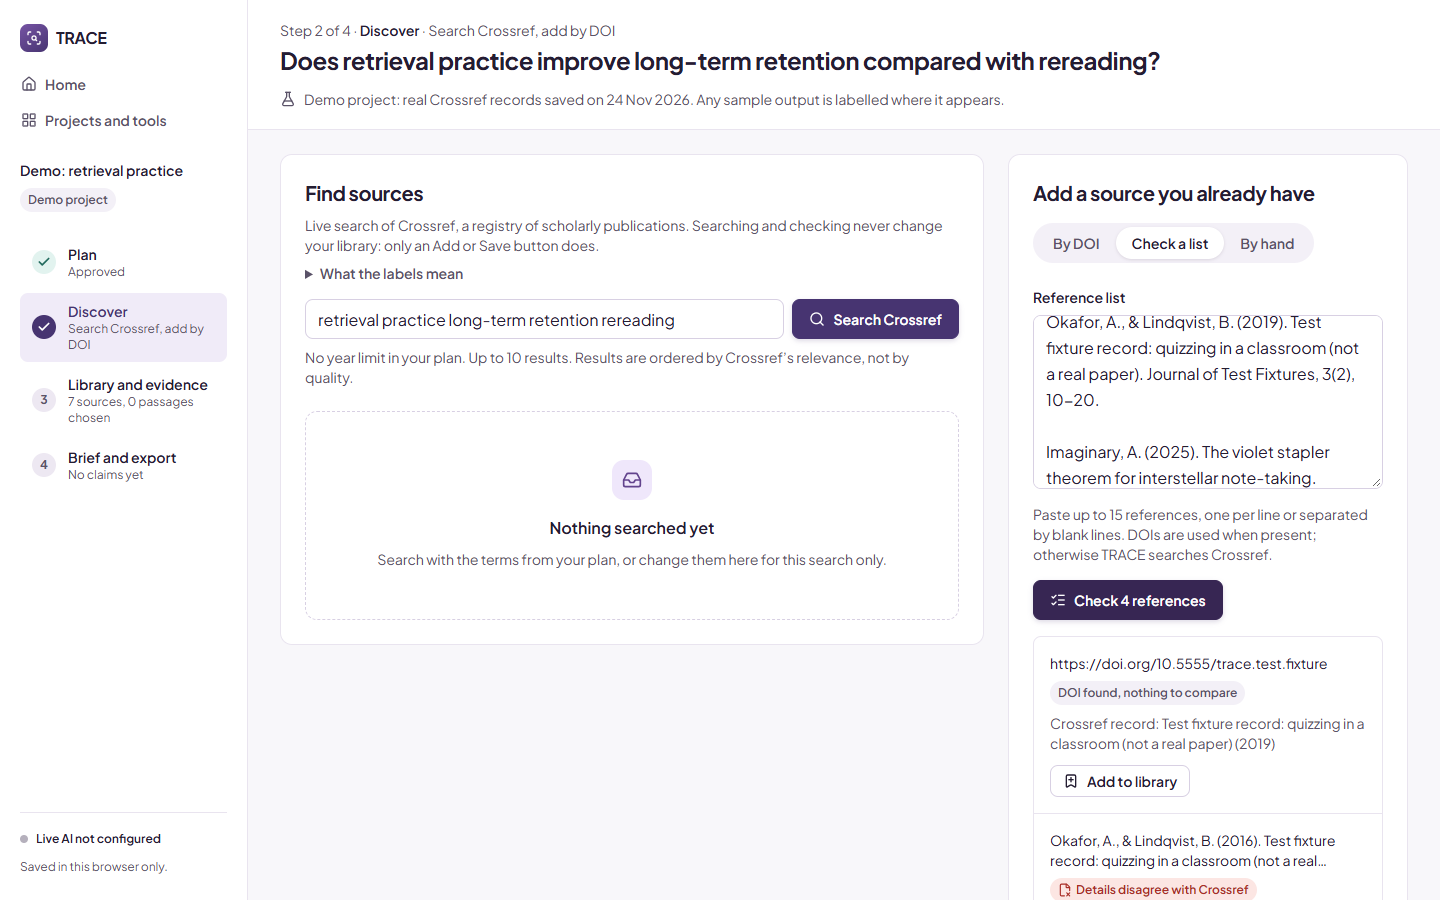 TRACE
Home
Projects and tools
Demo: retrieval practice
Demo project
Plan
Approved
Discover
Search Crossref, add by
DOI
3
Library and evidence
7 sources, 0 passages
chosen
4
Brief and export
No claims yet
Live AI not configured
Saved in this browser only.
Step 2 of 4 · Discover · Search Crossref, add by DOI
Does retrieval practice improve long-term retention compared with rereading?
Demo project: real Crossref records saved on 24 Nov 2026. Any sample output is labelled where it appears.
Find sources
Live search of Crossref, a registry of scholarly publications. Searching and checking never change
your library: only an Add or Save button does.
What the labels mean
retrieval practice long-term retention rereading
Search Crossref
No year limit in your plan. Up to 10 results. Results are ordered by Crossref's relevance, not by
quality.
Nothing searched yet
Search with the terms from your plan, or change them here for this search only.
Add a source you already have
By DOI
Check a list
By hand
Reference list
Okafor, A., & Lindqvist, B. (2019). Test
fixture record: quizzing in a classroom (not
a real paper). Journal of Test Fixtures, 3(2),
10–20.
Imaginary, A. (2025). The violet stapler
theorem for interstellar note-taking.
Paste up to 15 references, one per line or separated
by blank lines. DOIs are used when present;
otherwise TRACE searches Crossref.
Check 4 references
https://doi.org/10.5555/trace.test.fixture
DOI found, nothing to compare
Crossref record: Test fixture record: quizzing in a
classroom (not a real paper) (2019)
Add to library
Okafor, A., & Lindqvist, B. (2016). Test fixture
record: quizzing in a classroom (not a real…
Details disagree with Crossref